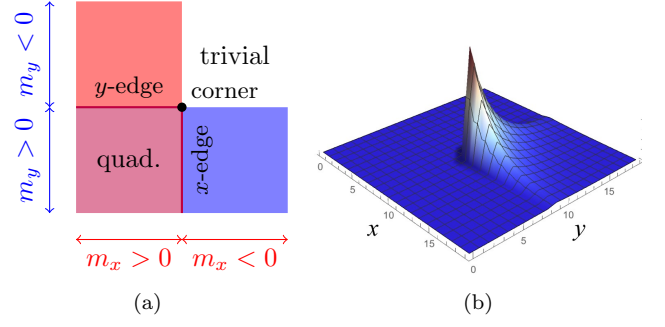 m_y < 0
m_y > 0
trivial
y-edge
corner
quad.
x-edge
m_x > 0
m_x < 0
(a)
0
5
10
15
x
0
5
10
15
y
(b)